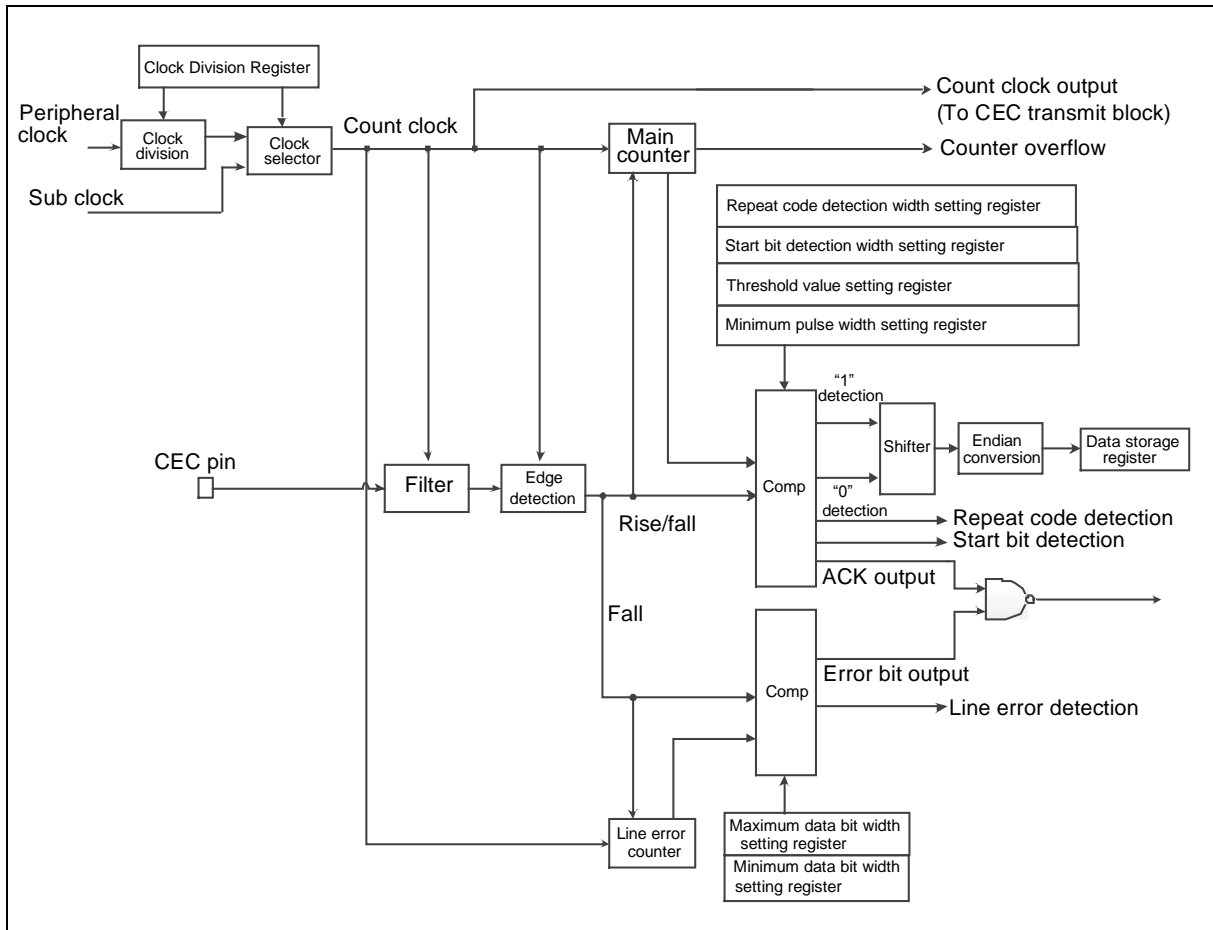 Clock Division Register
Peripheral
clock
Clock
division
Clock
selector
Sub clock
Count clock
Main
counter
Count clock output
(To CEC transmit block)
Counter overflow
Repeat code detection width setting register
Start bit detection width setting register
Threshold value setting register
Minimum pulse width setting register
CEC pin
Filter
Edge
detection
Rise/fall
Fall
Comp
“1”
detection
“0”
detection
Shifter
Endian
conversion
Data storage
register
Repeat code detection
Start bit detection
ACK output
Comp
Error bit output
Line error detection
Line error
counter
Maximum data bit width
setting register
Minimum data bit width
setting register